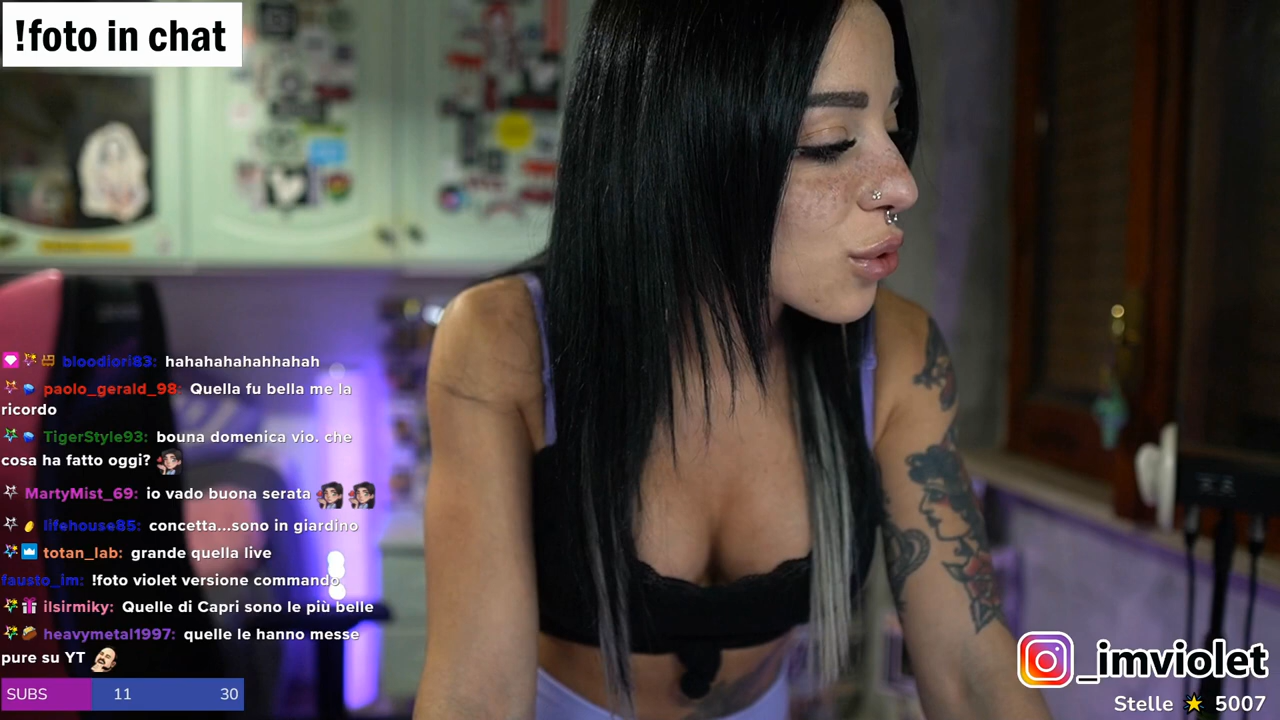 !foto in chat
bloodiori83: hahahahahahhahah
paolo_gerald_98: Quella fu bella me la
ricordo
TigerStyle93: bouna domenica vio. che
cosa ha fatto oggi?
MartyMist_69: io vado buona serata
lifehouse85: concetta...sono in giardino
totan_lab: grande quella live
fausto_im: !foto violet versione commando
ilsirmiky: Quelle di Capri sono le più belle
heavymetal1997: quelle le hanno messe
pure su YT
SUBS 11 30
_imviolet
Stelle 5007